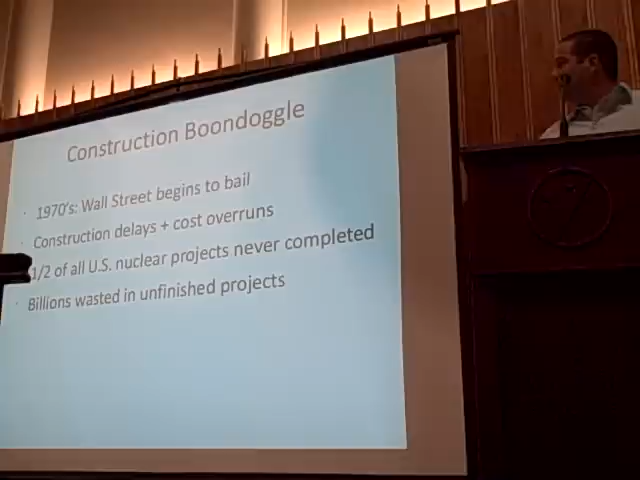 Construction Boondoggle
1970's: Wall Street begins to bail
Construction delays + cost overruns
1/2 of all U.S. nuclear projects never completed
Billions wasted in unfinished projects